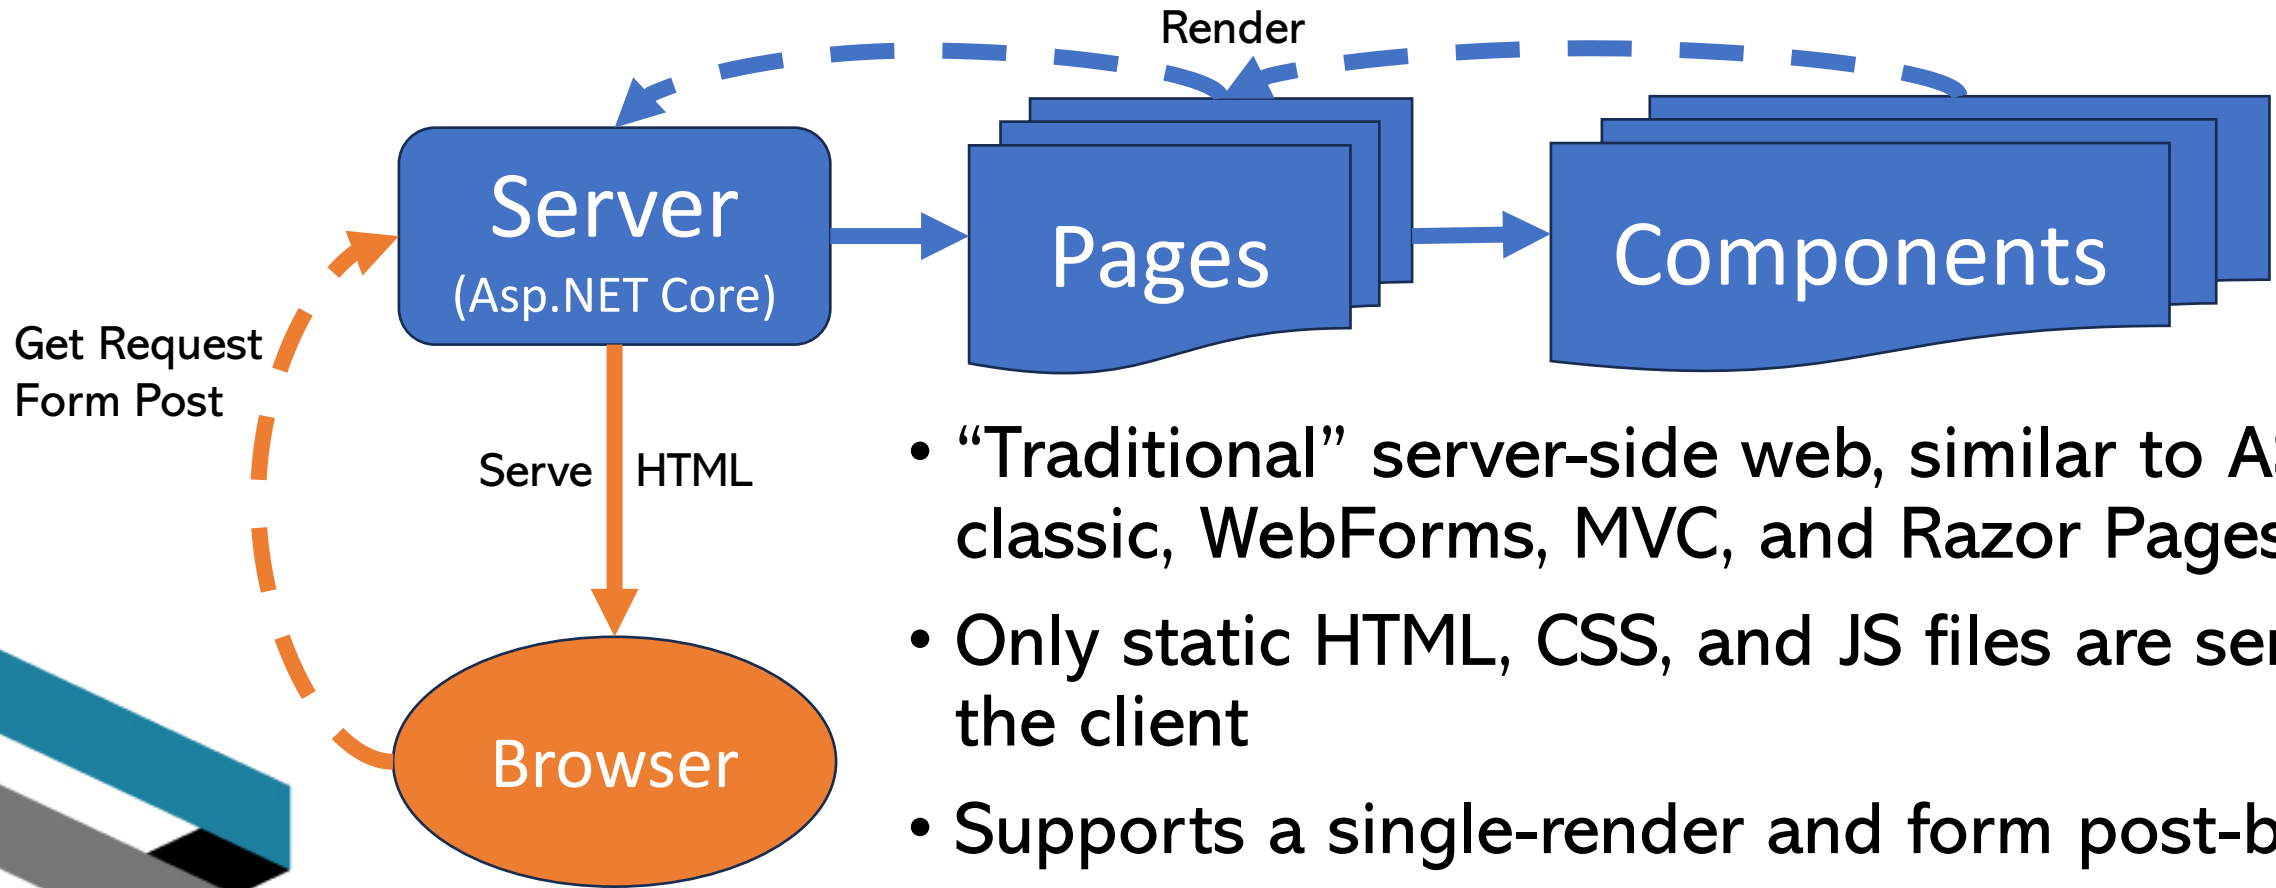 Render
Server
(Asp.NET Core)
Pages
Components
Get Request
Form Post
Serve HTML
Browser
• “Traditional” server-side web, similar to
classic, WebForms, MVC, and Razor Pages
• Only static HTML, CSS, and JS files are
the client
• Supports a single-render and form